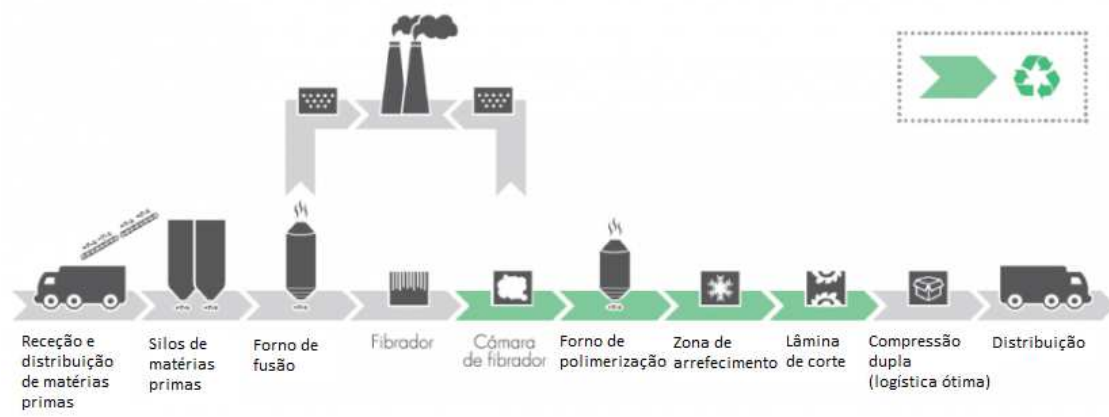 Receção e
distribuição
de matérias
primas
Silos de
matérias
primas
Forno de
fusão
Fibrador
Câmara
de fibrador
Forno de
polimerização
Zona de
arrefecimento
Lâmina
de corte
Compressão
dupla
(logística ótima)
Distribuição